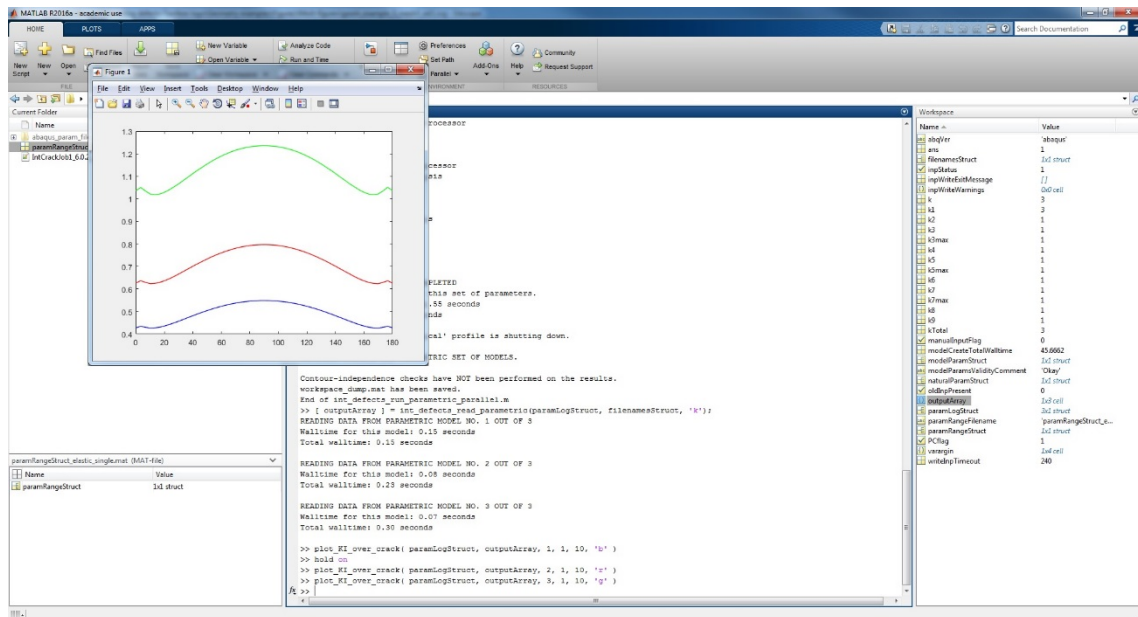 MATLAB R2016a - academic use
HOME PLOTS APPS
Search Documentation
New Script
New
Open
Find Files
New Variable
Open Variable
Analyze Code
Run and Time
Preferences
Set Path
Parallel
Add-Ons
Help
Community
Request Support
FILE
RESOURCES
Figure 1
File Edit View Insert Tools Desktop Window Help
1.3
1.2
1.1
1
0.9
0.8
0.7
0.6
0.5
0.4
0 20 40 60 80 100 120 140 160 180
Current Folder
Name
paramRangeStruct_elastic_single.mat (MAT-file)
Name Value
paramRangeStruct 1x1 struct
this set of parameters.
.55 seconds
cal' profile is shutting down.
TRIC SET OF MODELS.
Contour-independence checks have NOT been performed on the results.
workspace_dump.mat has been saved.
End of int_defects_run_parametric_parallel.m
>> [ outputArray ] = int_defects_read_parametric(paramLogStruct, filenamesStruct, 'k');
READING DATA FROM PARAMETRIC MODEL NO. 1 OUT OF 3
Walltime for this model: 0.15 seconds
Total walltime: 0.15 seconds
READING DATA FROM PARAMETRIC MODEL NO. 2 OUT OF 3
Walltime for this model: 0.08 seconds
Total walltime: 0.23 seconds
READING DATA FROM PARAMETRIC MODEL NO. 3 OUT OF 3
Walltime for this model: 0.07 seconds
Total walltime: 0.30 seconds
>> plot_KI_over_crack( paramLogStruct, outputArray, 1, 1, 10, 'b' )
>> hold on
>> plot_KI_over_crack( paramLogStruct, outputArray, 2, 1, 10, 'r' )
>> plot_KI_over_crack( paramLogStruct, outputArray, 3, 1, 10, 'g' )
fx >>
Workspace
Name Value
abqVer 'abaqus'
ans 1
filenamesStruct 1x1 struct
inpStatus 1
inpWriteExitMessage []
inpWriteWarnings 0x0 cell
k 3
k1 3
k2 1
k3 1
k3max 1
k4 1
k5 1
k5max 1
k6 1
k7 1
k7max 1
k8 1
k9 1
kTotal 3
manualInputFlag 0
modelCreateTotalWalltime 45.6662
modelParamStruct 1x1 struct
modelParamsValidityComment 'Okay'
naturalParamStruct 1x1 struct
oldInpPresent 0
outputArray 1x3 cell
paramLogStruct 3x1 struct
paramRangeFilename 'paramRangeStruct_e...
paramRangeStruct 1x1 struct
PCflag 1
varargin 1x4 cell
writeInpTimeout 240